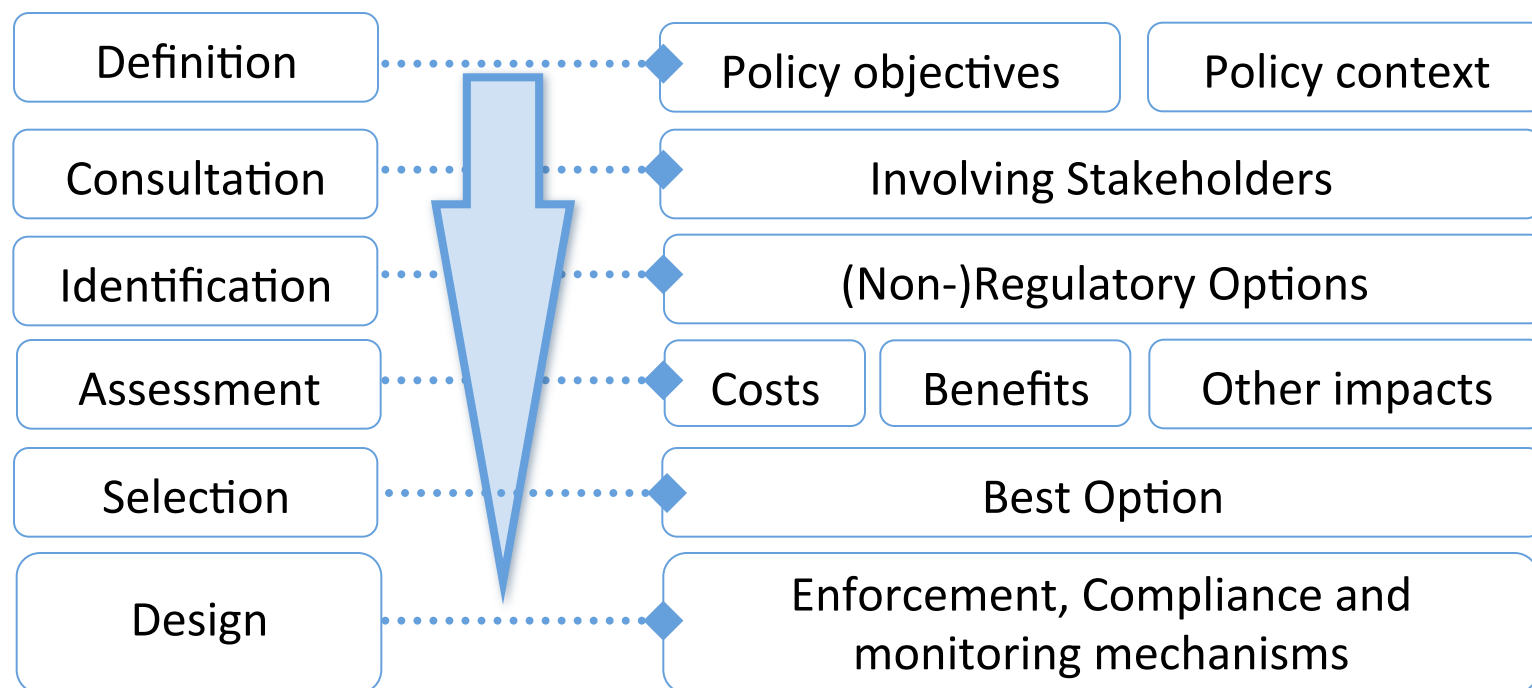 Definition
Policy objectives
Policy context
Consultation
Involving Stakeholders
Identification
(Non-)Regulatory Options
Assessment
Costs
Benefits
Other impacts
Selection
Best Option
Design
Enforcement, Compliance and
monitoring mechanisms